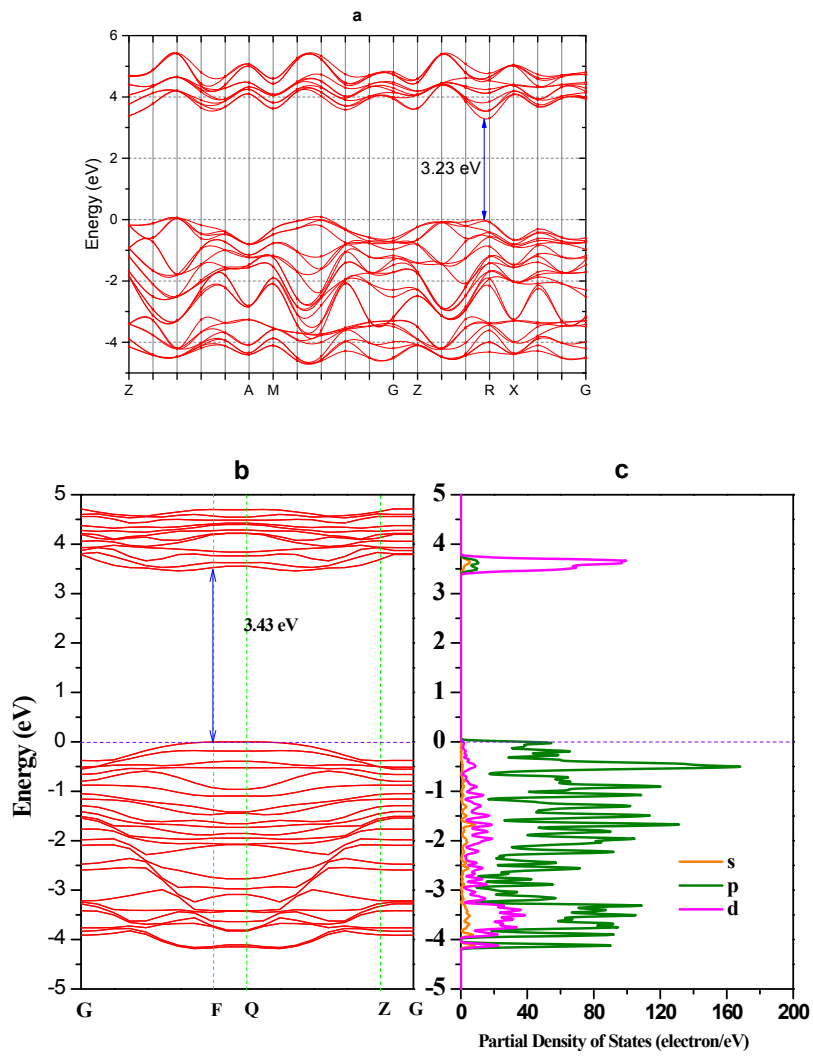 a
6
4
2
0
-2
-4
Energy (eV)
3.23 eV
Z A M G Z R X G
b
5
4
3
2
1
0
-1
-2
-3
-4
-5
Energy (eV)
3.43 eV
G F Q Z G
c
5
4
3
2
1
0
-1
-2
-3
-4
-5
s
p
d
0 40 80 120 160 200
Partial Density of States (electron/eV)